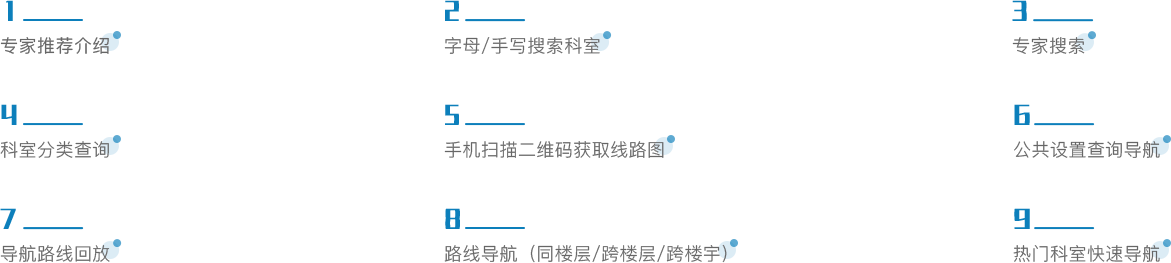 1
专家推荐介绍
2
字母/手写搜索科室
3
专家搜索
4
科室分类查询
5
手机扫描二维码获取线路图
6
公共设置查询导航
7
导航路线回放
8
路线导航（同楼层/跨楼层/跨楼宇）
9
热门科室快速导航